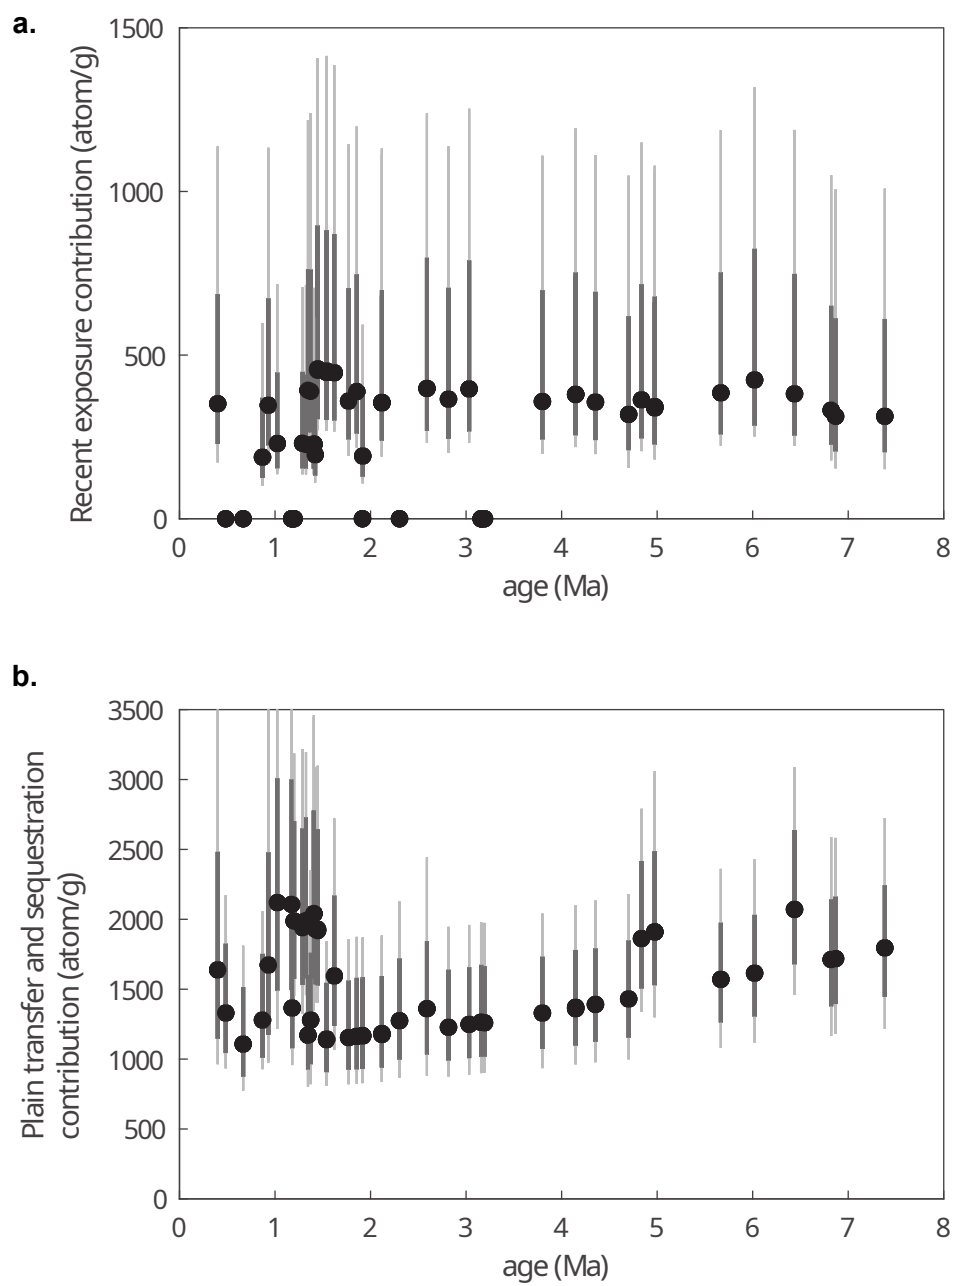 a.
Recent exposure contribution (atom/g)
1500
1000
500
0
0 1 2 3 4 5 6 7 8
age (Ma)
b.
Plain transfer and sequestration
contribution (atom/g)
3500
3000
2500
2000
1500
1000
500
0
0 1 2 3 4 5 6 7 8
age (Ma)